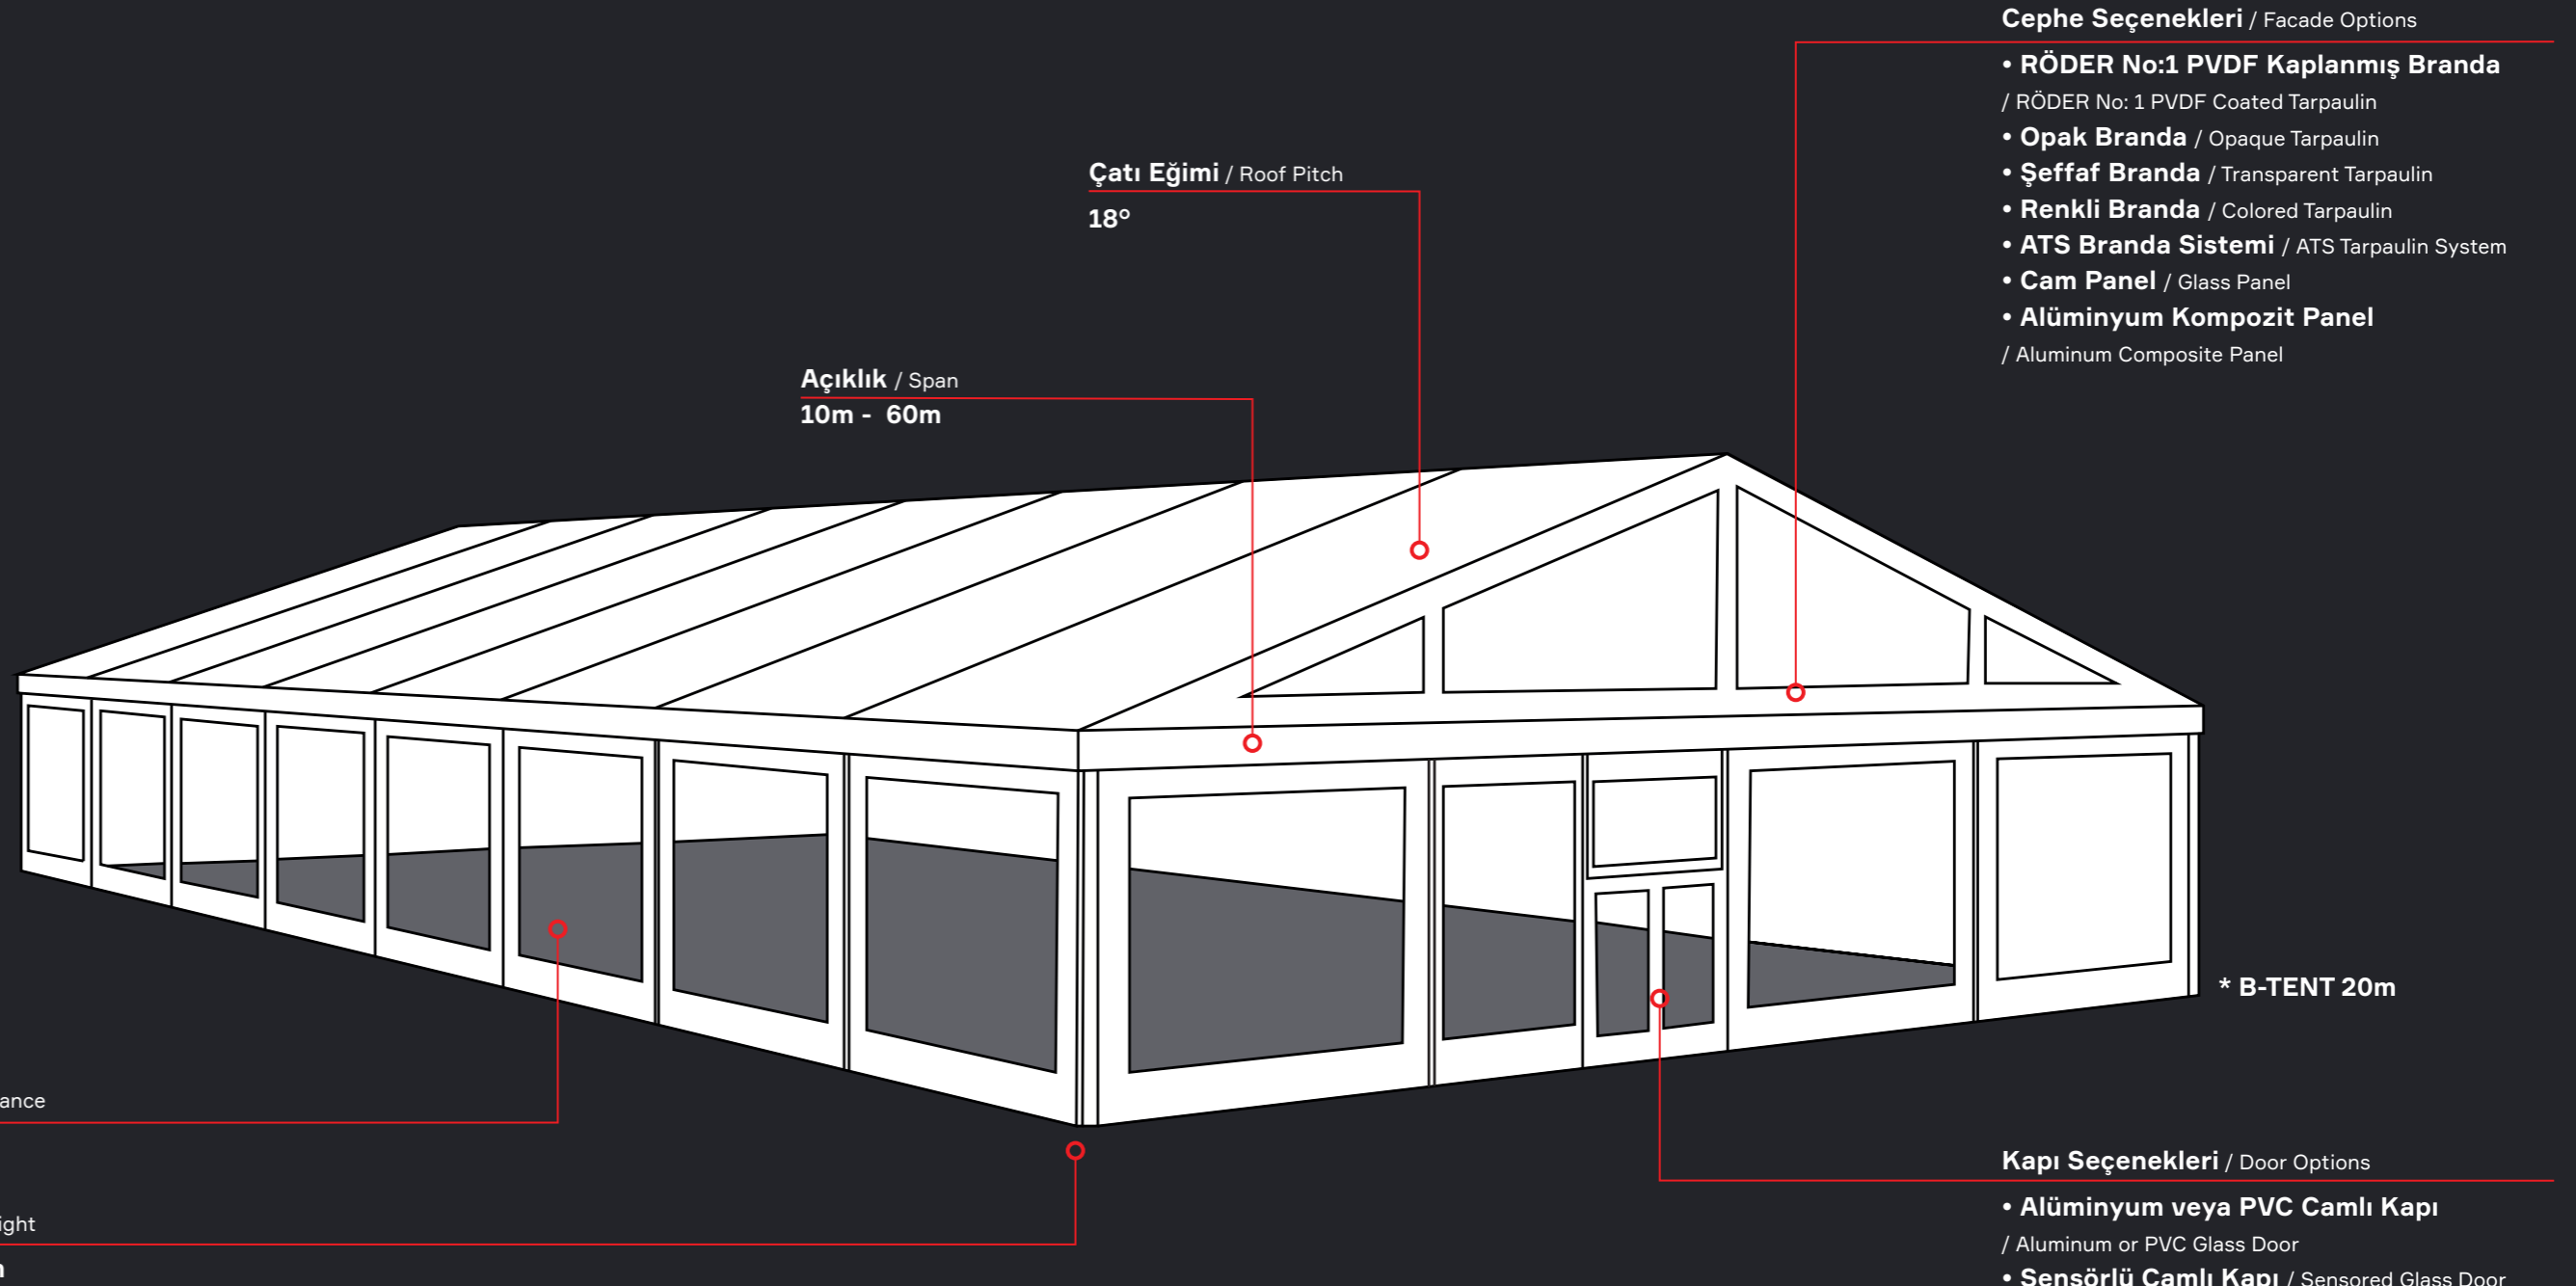 Cephe Seçenekleri / Facade Options
• RÖDER No:1 PVDF Kaplanmış Branda
/ RÖDER No: 1 PVDF Coated Tarpaulin
• Opak Branda / Opaque Tarpaulin
• Şeffaf Branda / Transparent Tarpaulin
• Renkli Branda / Colored Tarpaulin
• ATS Branda Sistemi / ATS Tarpaulin System
• Cam Panel / Glass Panel
• Alüminyum Kompozit Panel
/ Aluminum Composite Panel
Çatı Eğimi / Roof Pitch
18°
Açıklık / Span
10m - 60m
* B-TENT 20m
ance
ight
Kapı Seçenekleri / Door Options
• Alüminyum veya PVC Camlı Kapı
/ Aluminum or PVC Glass Door
• Sensörlü Camlı Kapı / Sensored Glass Door